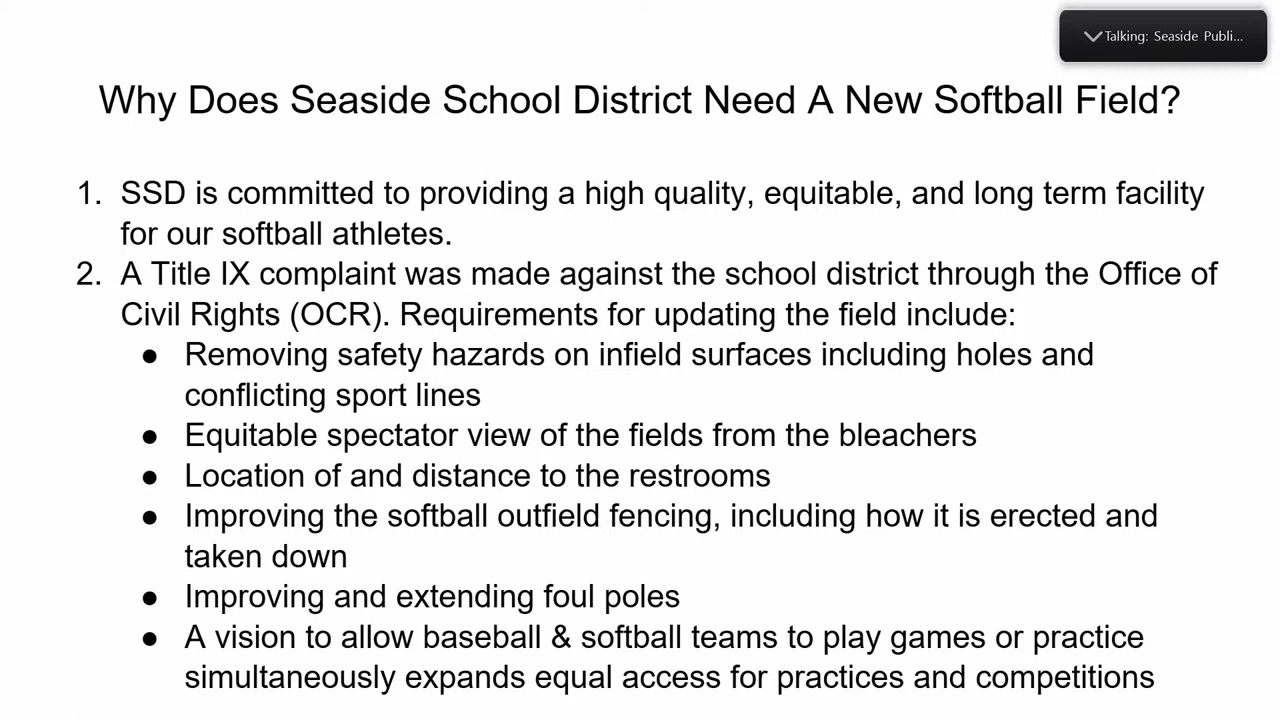 Talking: Seaside Publi...
Why Does Seaside School District Need A New Softball Field?
1. SSD is committed to providing a high quality, equitable, and long term facility
for our softball athletes.
2. A Title IX complaint was made against the school district through the Office of
Civil Rights (OCR). Requirements for updating the field include:
● Removing safety hazards on infield surfaces including holes and
conflicting sport lines
● Equitable spectator view of the fields from the bleachers
● Location of and distance to the restrooms
● Improving the softball outfield fencing, including how it is erected and
taken down
● Improving and extending foul poles
● A vision to allow baseball & softball teams to play games or practice
simultaneously expands equal access for practices and competitions